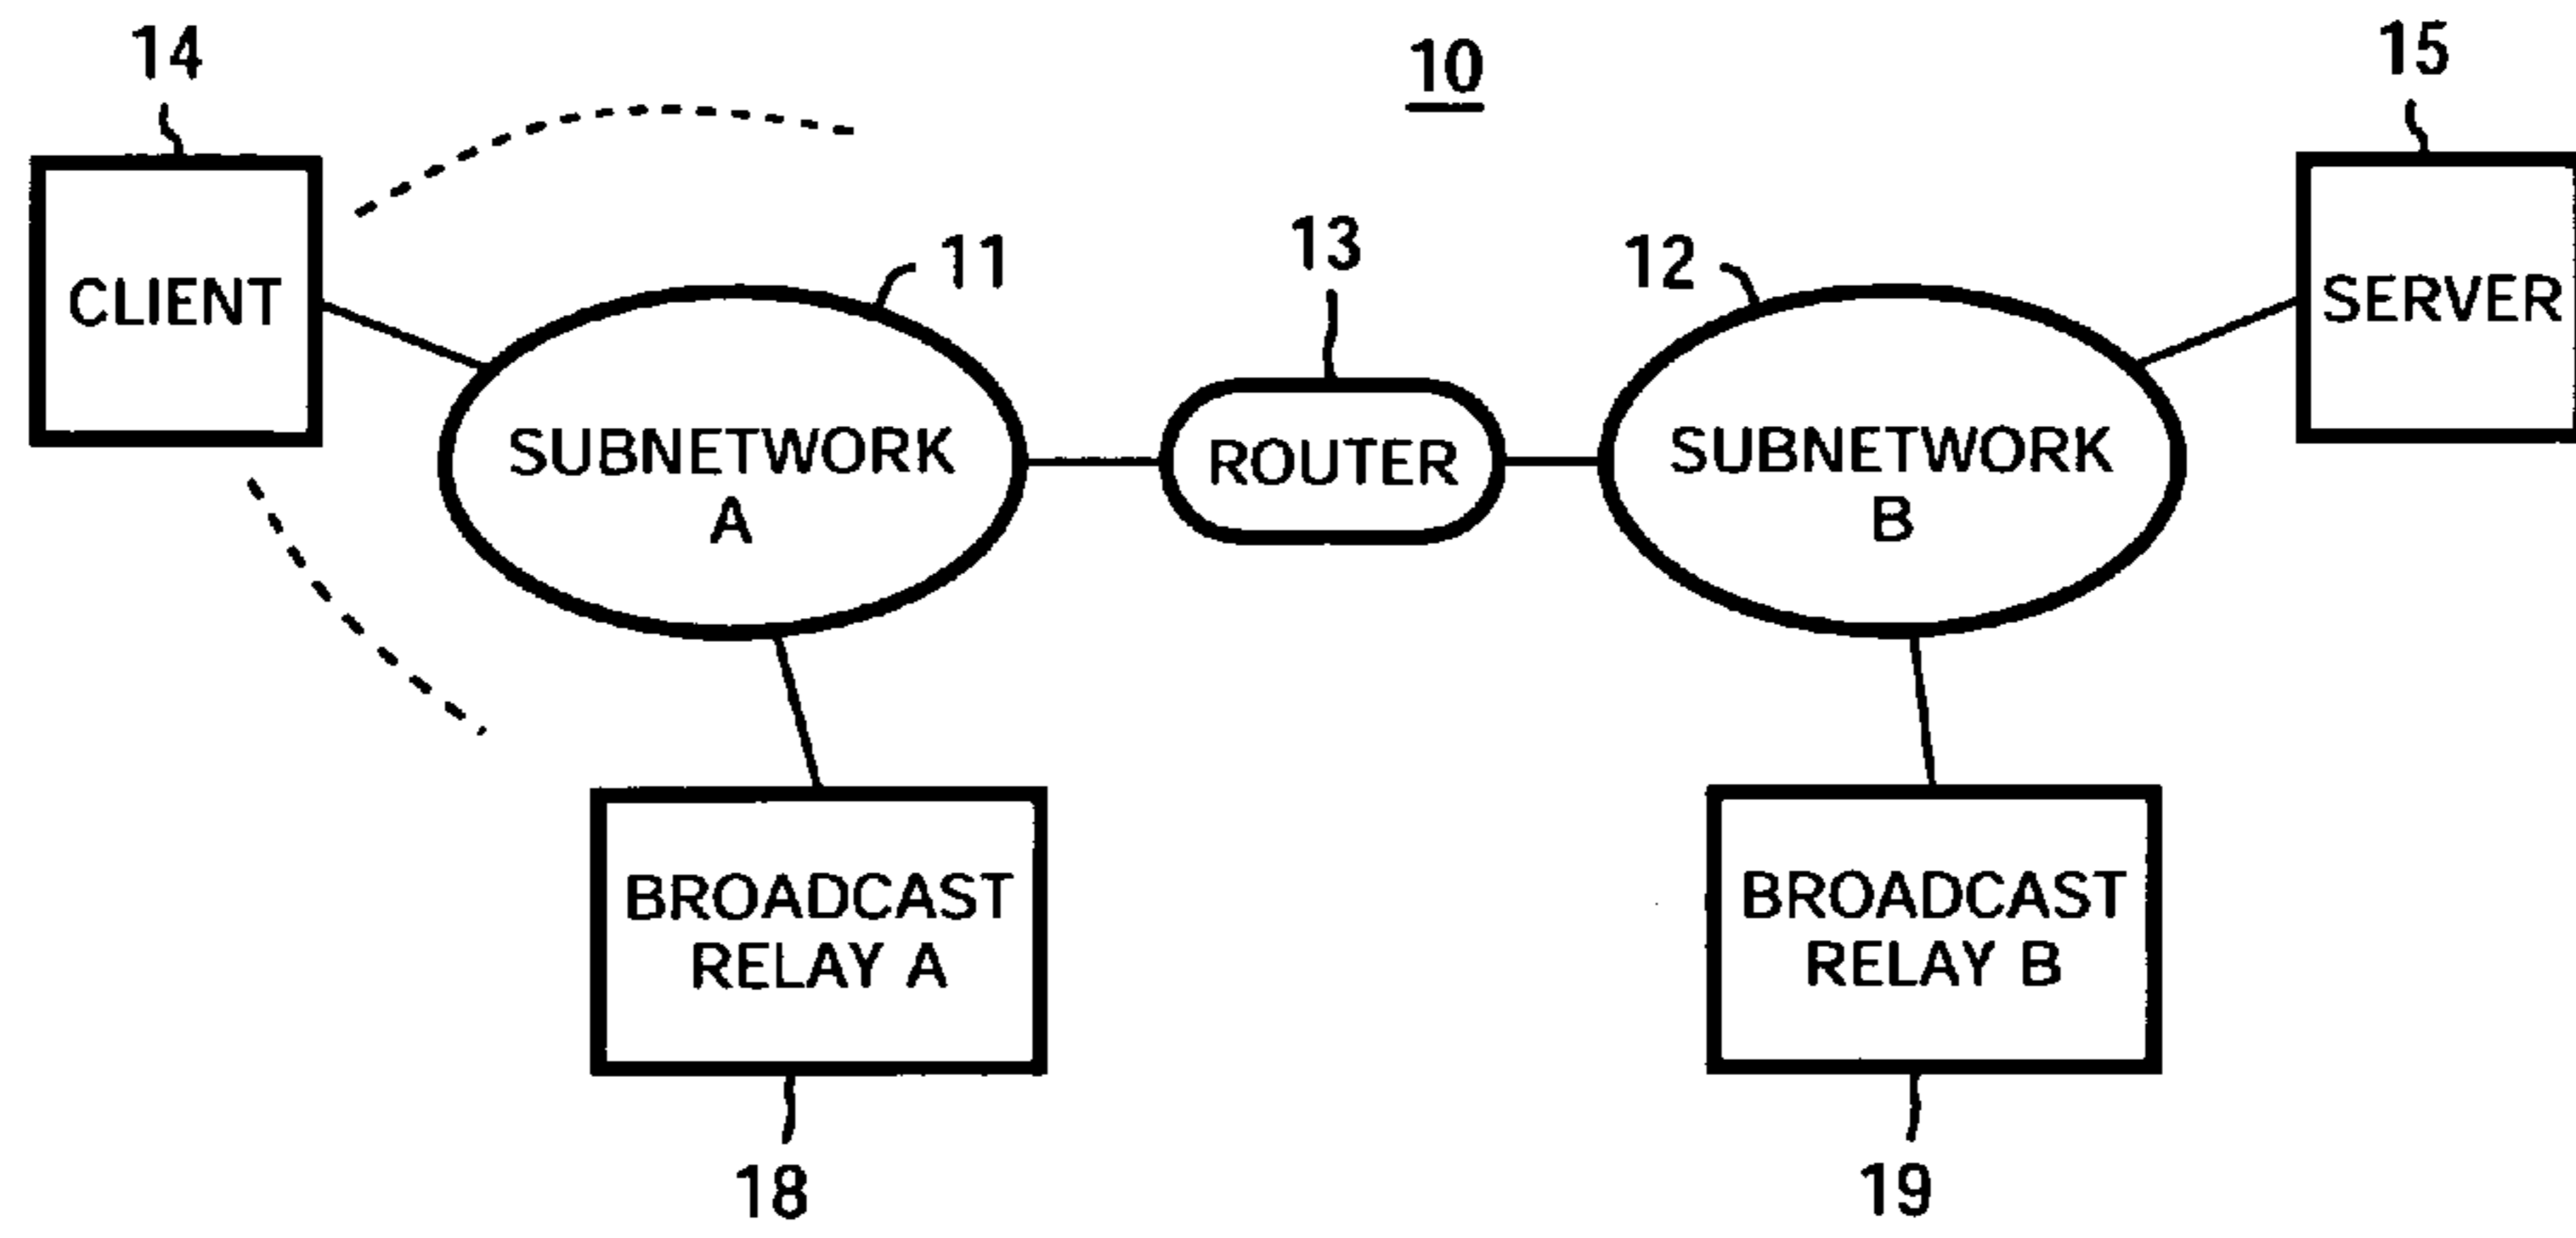 14
10
15
11
13
12
CLIENT
SERVER
SUBNETWORK
A
ROUTER
SUBNETWORK
B
BROADCAST
RELAY A
BROADCAST
RELAY B
18
19